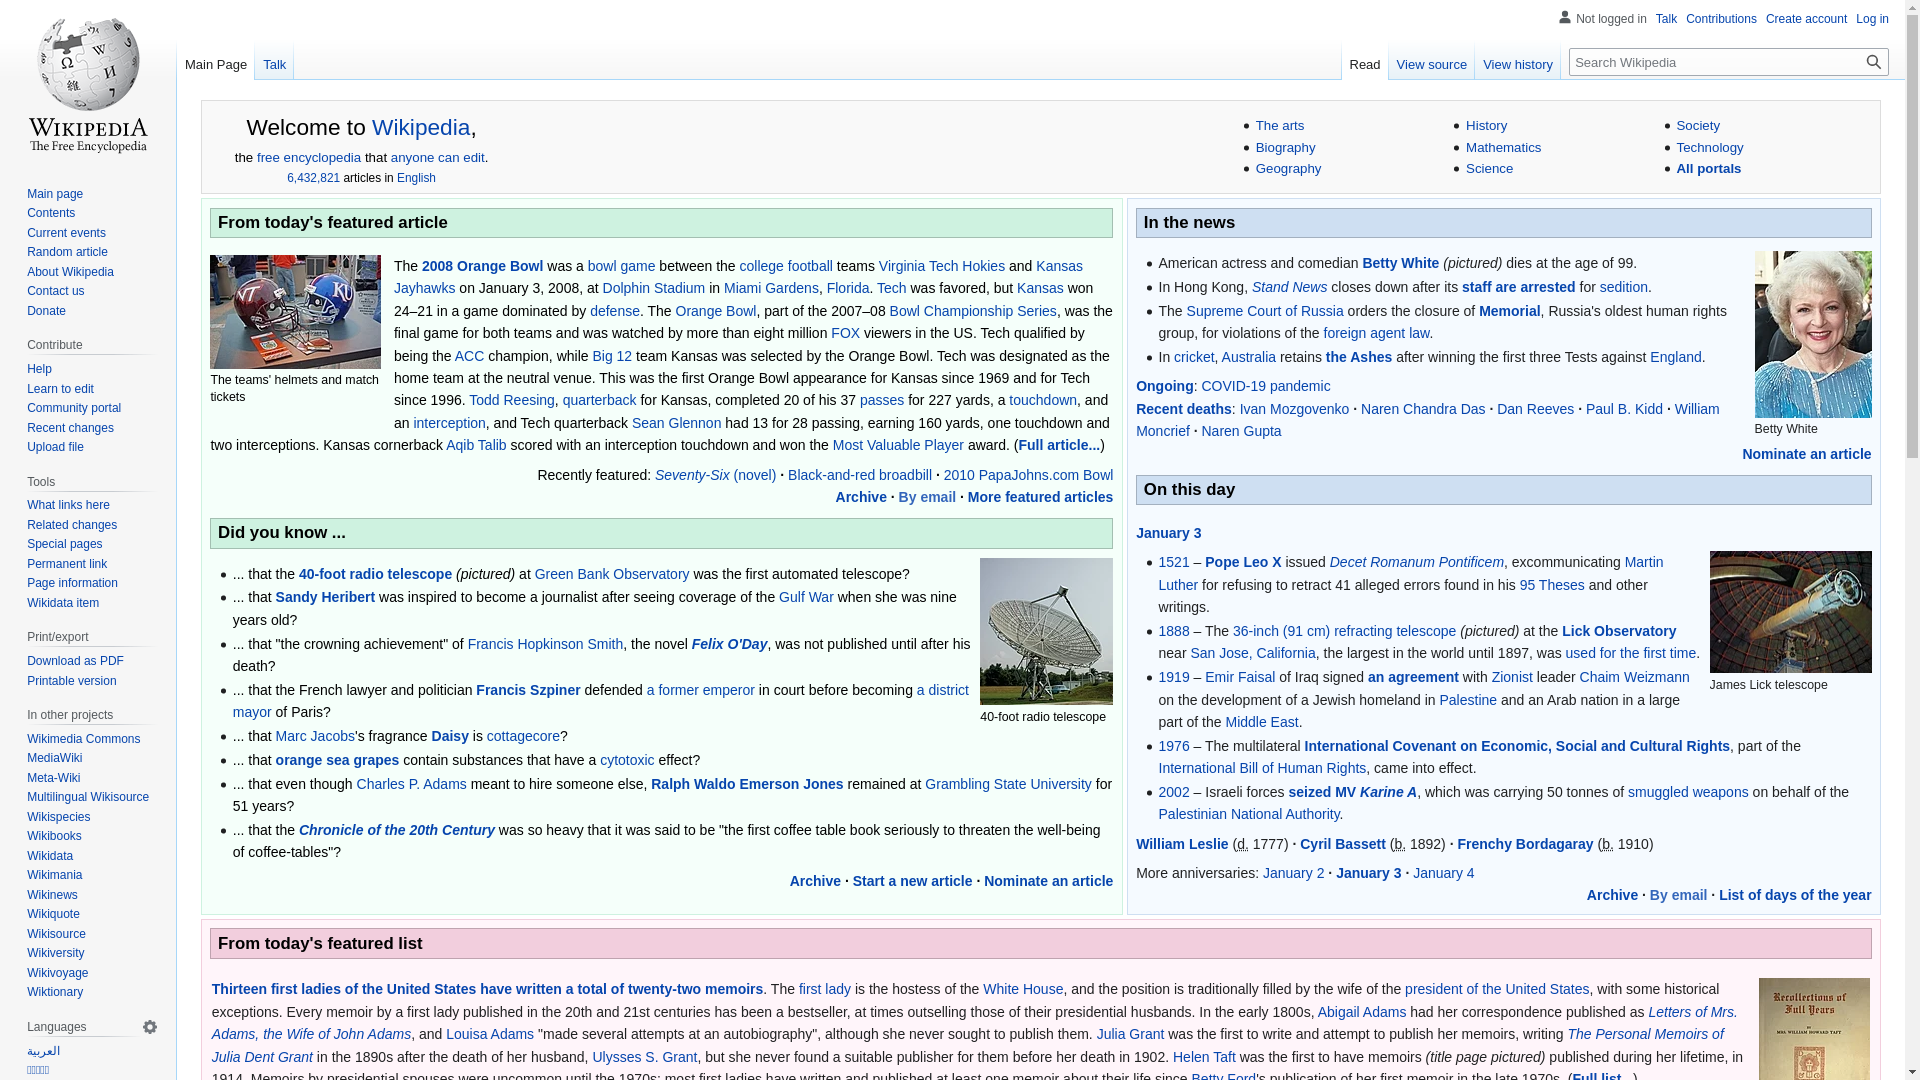 Not logged in Talk Contributions Create account Log in
Main Page Talk Read View source View history Search Wikipedia
WIKIPEDIA
The Free Encyclopedia
Main page
Contents
Current events
Random article
About Wikipedia
Contact us
Donate
Contribute
Help
Learn to edit
Community portal
Recent changes
Upload file
Tools
What links here
Related changes
Special pages
Permanent link
Page information
Wikidata item
Print/export
Download as PDF
Printable version
In other projects
Wikimedia Commons
MediaWiki
Meta-Wiki
Multilingual Wikisource
Wikispecies
Wikibooks
Wikidata
Wikimania
Wikinews
Wikiquote
Wikisource
Wikiversity
Wikivoyage
Wiktionary
Languages
العربية
Welcome to Wikipedia,
the free encyclopedia that anyone can edit.
6,432,821 articles in English
The arts
Biography
Geography
History
Mathematics
Science
Society
Technology
All portals
From today's featured article
The teams' helmets and match
tickets
The 2008 Orange Bowl was a bowl game between the college football teams Virginia Tech Hokies and Kansas
Jayhawks on January 3, 2008, at Dolphin Stadium in Miami Gardens, Florida. Tech was favored, but Kansas won
24–21 in a game dominated by defense. The Orange Bowl, part of the 2007–08 Bowl Championship Series, was the
final game for both teams and was watched by more than eight million FOX viewers in the US. Tech qualified by
being the ACC champion, while Big 12 team Kansas was selected by the Orange Bowl. Tech was designated as the
home team at the neutral venue. This was the first Orange Bowl appearance for Kansas since 1969 and for Tech
since 1996. Todd Reesing, quarterback for Kansas, completed 20 of his 37 passes for 227 yards, a touchdown, and
an interception, and Tech quarterback Sean Glennon had 13 for 28 passing, earning 160 yards, one touchdown and
two interceptions. Kansas cornerback Aqib Talib scored with an interception touchdown and won the Most Valuable Player award. (Full article...)
Recently featured: Seventy-Six (novel) · Black-and-red broadbill · 2010 PapaJohns.com Bowl
Archive · By email · More featured articles
Did you know ...
... that the 40-foot radio telescope (pictured) at Green Bank Observatory was the first automated telescope?
... that Sandy Heribert was inspired to become a journalist after seeing coverage of the Gulf War when she was nine
years old?
... that "the crowning achievement" of Francis Hopkinson Smith, the novel Felix O'Day, was not published until after his
death?
... that the French lawyer and politician Francis Szpiner defended a former emperor in court before becoming a district
mayor of Paris?
... that Marc Jacobs's fragrance Daisy is cottagecore?
... that orange sea grapes contain substances that have a cytotoxic effect?
... that even though Charles P. Adams meant to hire someone else, Ralph Waldo Emerson Jones remained at Grambling State University for
51 years?
... that the Chronicle of the 20th Century was so heavy that it was said to be "the first coffee table book seriously to threaten the well-being
of coffee-tables"?
40-foot radio telescope
Archive · Start a new article · Nominate an article
In the news
American actress and comedian Betty White (pictured) dies at the age of 99.
In Hong Kong, Stand News closes down after its staff are arrested for sedition.
The Supreme Court of Russia orders the closure of Memorial, Russia's oldest human rights
group, for violations of the foreign agent law.
In cricket, Australia retains the Ashes after winning the first three Tests against England.
Ongoing: COVID-19 pandemic
Recent deaths: Ivan Mozgovenko · Naren Chandra Das · Dan Reeves · Paul B. Kidd · William
Moncrief · Naren Gupta
Betty White
Nominate an article
On this day
January 3
1521 – Pope Leo X issued Decet Romanum Pontificem, excommunicating Martin
Luther for refusing to retract 41 alleged errors found in his 95 Theses and other
writings.
1888 – The 36-inch (91 cm) refracting telescope (pictured) at the Lick Observatory
near San Jose, California, the largest in the world until 1897, was used for the first time.
1919 – Emir Faisal of Iraq signed an agreement with Zionist leader Chaim Weizmann
on the development of a Jewish homeland in Palestine and an Arab nation in a large
part of the Middle East.
1976 – The multilateral International Covenant on Economic, Social and Cultural Rights, part of the
International Bill of Human Rights, came into effect.
2002 – Israeli forces seized MV Karine A, which was carrying 50 tonnes of smuggled weapons on behalf of the
Palestinian National Authority.
James Lick telescope
William Leslie (d. 1777) · Cyril Bassett (b. 1892) · Frenchy Bordagaray (b. 1910)
More anniversaries: January 2 · January 3 · January 4
Archive · By email · List of days of the year
From today's featured list
Thirteen first ladies of the United States have written a total of twenty-two memoirs. The first lady is the hostess of the White House, and the position is traditionally filled by the wife of the president of the United States, with some historical
exceptions. Every memoir by a first lady published in the 20th and 21st centuries has been a bestseller, at times outselling those of their presidential husbands. In the early 1800s, Abigail Adams had her correspondence published as Letters of Mrs.
Adams, the Wife of John Adams, and Louisa Adams "made several attempts at an autobiography", although she never sought to publish them. Julia Grant was the first to write and attempt to publish her memoirs, writing The Personal Memoirs of
Julia Dent Grant in the 1890s after the death of her husband, Ulysses S. Grant, but she never found a suitable publisher for them before her death in 1902. Helen Taft was the first to have memoirs (title page pictured) published during her lifetime, in
1914. Memoirs by presidential spouses were uncommon until the 1970s; most first ladies have written and published at least one memoir about their life since Betty Ford's publication of her first memoir in the late 1970s. (Full list...)
Recollections of
Full Years
MRS. WILLIAM HOWARD TAFT